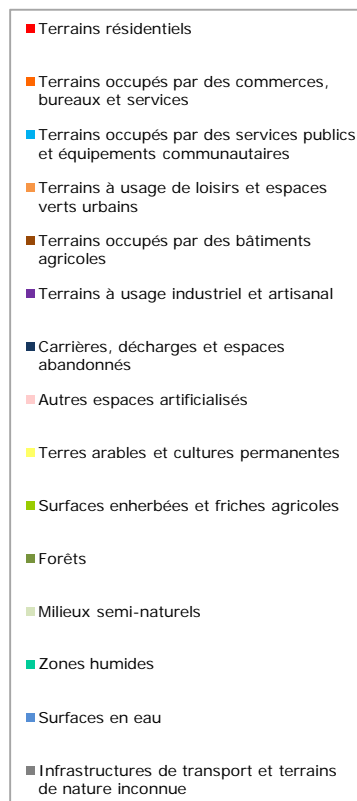 Terrains résidentiels
Terrains occupés par des commerces,
bureaux et services
Terrains occupés par des services publics
et équipements communautaires
Terrains à usage de loisirs et espaces
verts urbains
Terrains occupés par des bâtiments
agricoles
Terrains à usage industriel et artisanal
Carrières, décharges et espaces
abandonnés
Autres espaces artificialisés
Terres arables et cultures permanentes
Surfaces enherbées et friches agricoles
Forêts
Milieux semi-naturels
Zones humides
Surfaces en eau
Infrastructures de transport et terrains
de nature inconnue